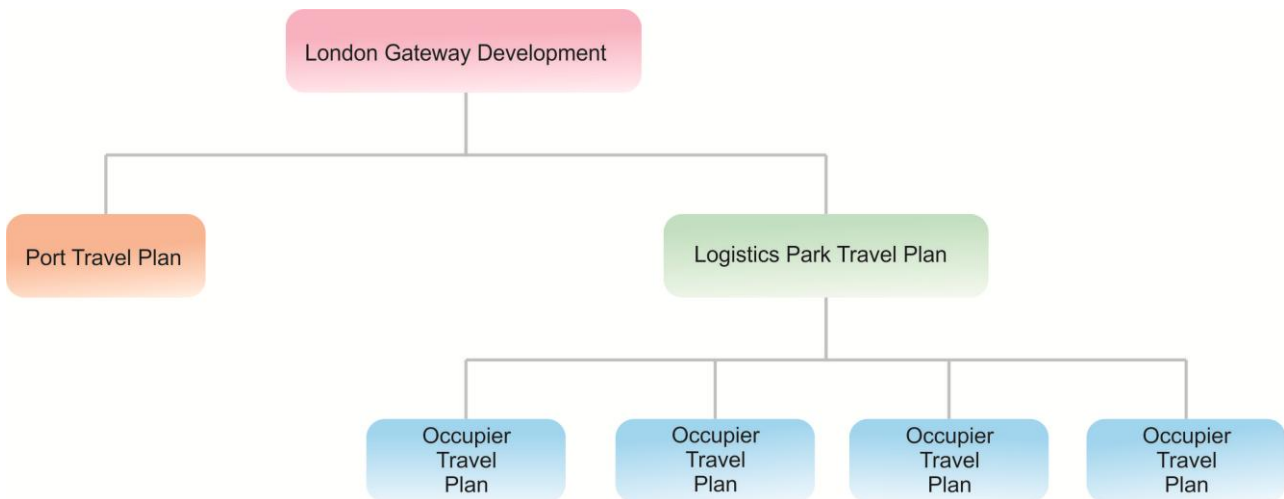 London Gateway Development
Port Travel Plan
Logistics Park Travel Plan
Occupier
Travel
Plan
Occupier
Travel
Plan
Occupier
Travel
Plan
Occupier
Travel
Plan